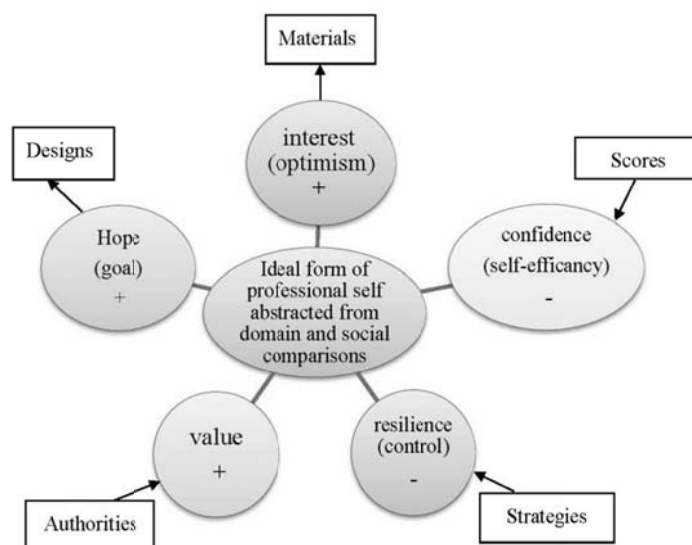 Materials
interest
(optimism)
+
Designs
Scores
Hope
(goal)
+
confidence
(self-efficancy)
-
Ideal form of
professional self
abstracted from
domain and social
comparisons
value
+
resilience
(control)
-
Authorities
Strategies